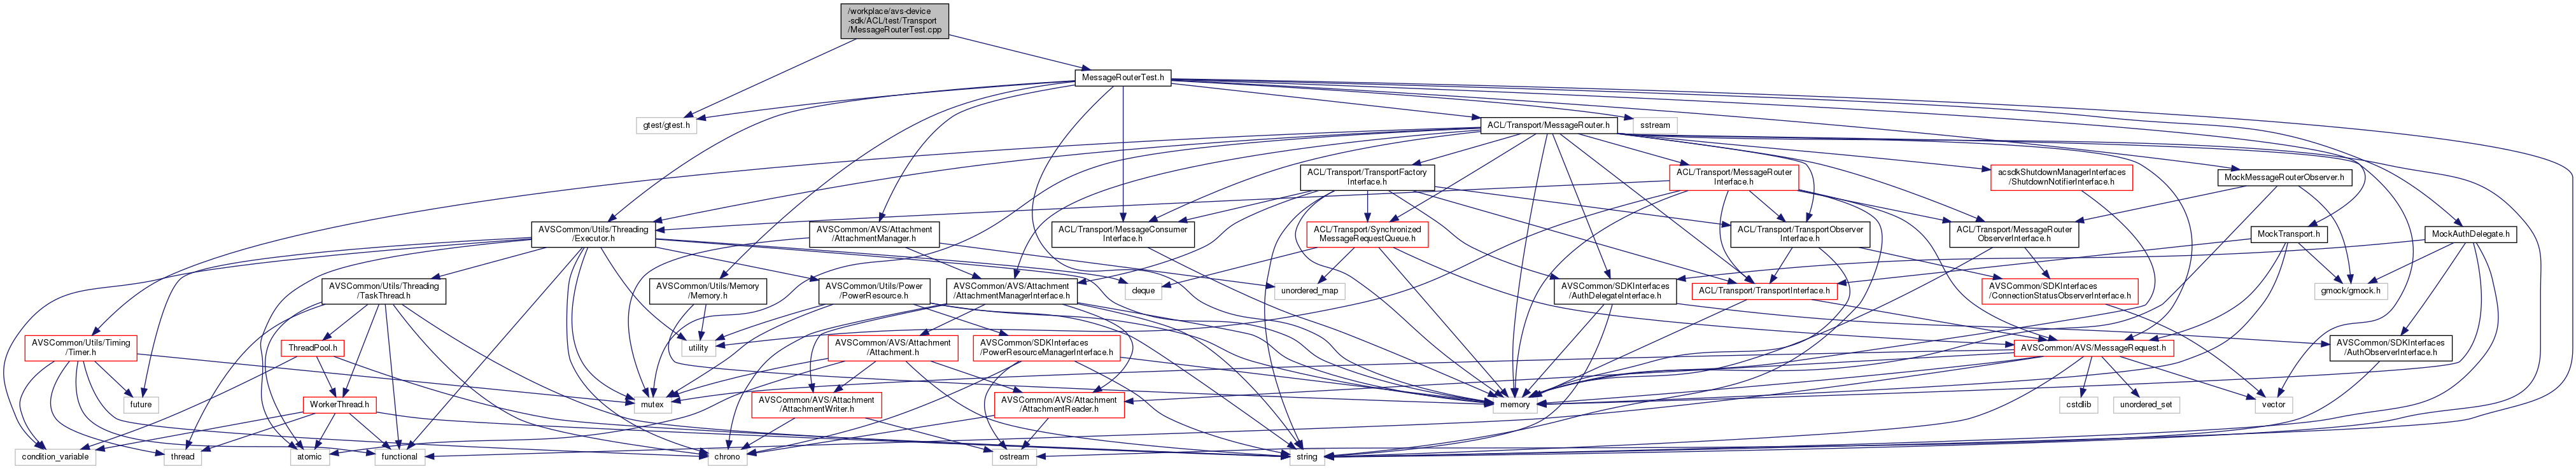 /workplace/avs-device
-sdk/ACL/test/Transport
/MessageRouterTest.cpp
MessageRouterTest.h
gtest/gtest.h
ACL/Transport/MessageRouter.h
sstream
ACL/Transport/TransportFactory
Interface.h
ACL/Transport/MessageRouter
Interface.h
acsdkShutdownManagerInterfaces
/ShutdownNotifierInterface.h
MockMessageRouterObserver.h
AVSCommon/Utils/Threading
/Executor.h
AVSCommon/AVS/Attachment
/AttachmentManager.h
ACL/Transport/MessageConsumer
Interface.h
ACL/Transport/Synchronized
MessageRequestQueue.h
ACL/Transport/TransportObserver
Interface.h
ACL/Transport/MessageRouter
ObserverInterface.h
MockTransport.h
MockAuthDelegate.h
AVSCommon/Utils/Threading
/TaskThread.h
AVSCommon/Utils/Memory
/Memory.h
AVSCommon/Utils/Power
/PowerResource.h
AVSCommon/AVS/Attachment
/AttachmentManagerInterface.h
deque
unordered_map
AVSCommon/SDKInterfaces
/AuthDelegateInterface.h
ACL/Transport/TransportInterface.h
AVSCommon/SDKInterfaces
/ConnectionStatusObserverInterface.h
gmock/gmock.h
AVSCommon/Utils/Timing
/Timer.h
ThreadPool.h
utility
AVSCommon/AVS/Attachment
/Attachment.h
AVSCommon/SDKInterfaces
/PowerResourceManagerInterface.h
AVSCommon/AVS/MessageRequest.h
AVSCommon/SDKInterfaces
/AuthObserverInterface.h
future
WorkerThread.h
mutex
AVSCommon/AVS/Attachment
/AttachmentWriter.h
AVSCommon/AVS/Attachment
/AttachmentReader.h
memory
cstdlib
unordered_set
vector
condition_variable
thread
atomic
functional
chrono
ostream
string